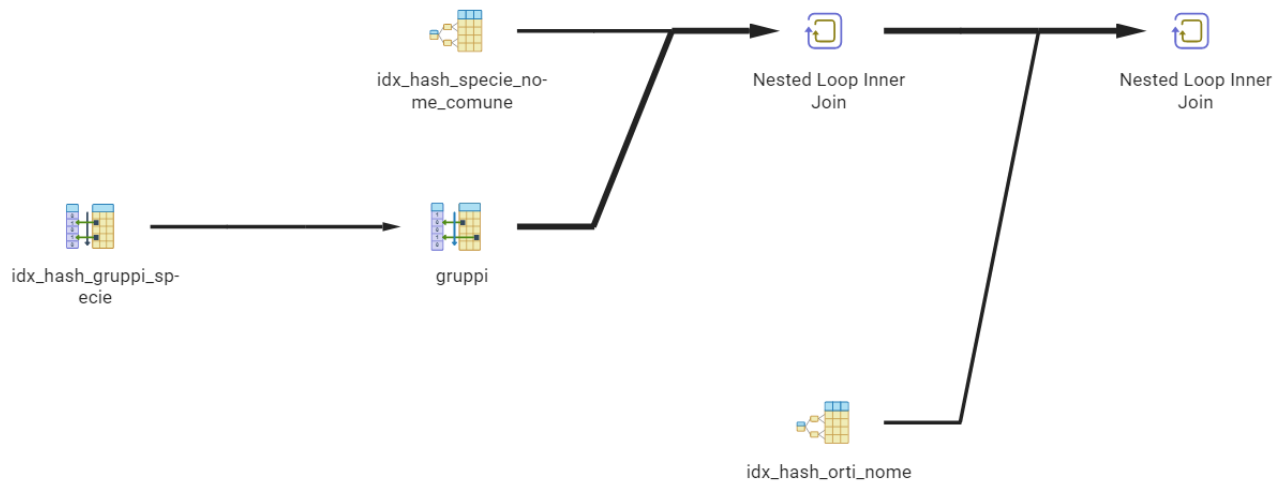 idx_hash_specie_no-
me_comune
Nested Loop Inner
Join
Nested Loop Inner
Join
idx_hash_gruppi_sp-
ecie
gruppi
idx_hash_orti_nome